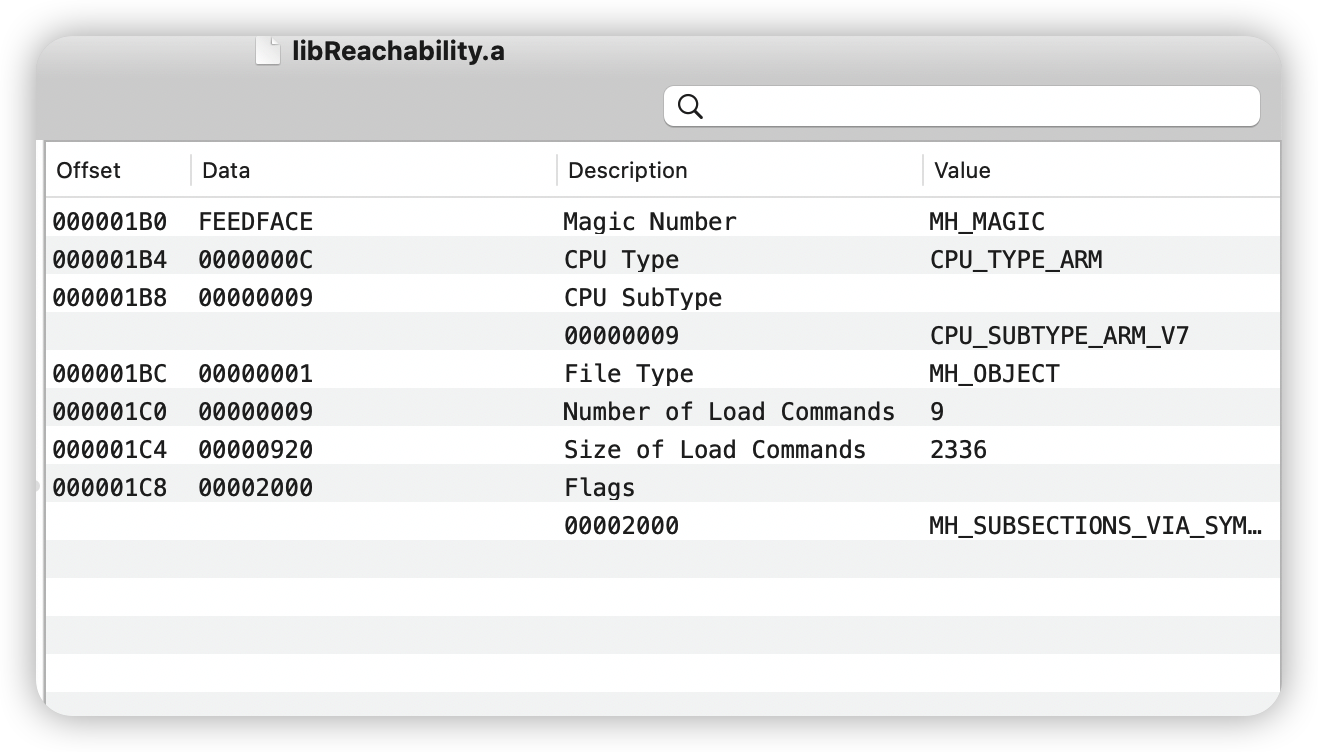 libReachability.a
Offset Data Description Value
000001B0 FEEDFACE Magic Number MH_MAGIC
000001B4 0000000C CPU Type CPU_TYPE_ARM
000001B8 00000009 CPU SubType
00000009 CPU_SUBTYPE_ARM_V7
000001BC 00000001 File Type MH_OBJECT
000001C0 00000009 Number of Load Commands 9
000001C4 00000920 Size of Load Commands 2336
000001C8 00002000 Flags
00002000 MH_SUBSECTIONS_VIA_SYM…